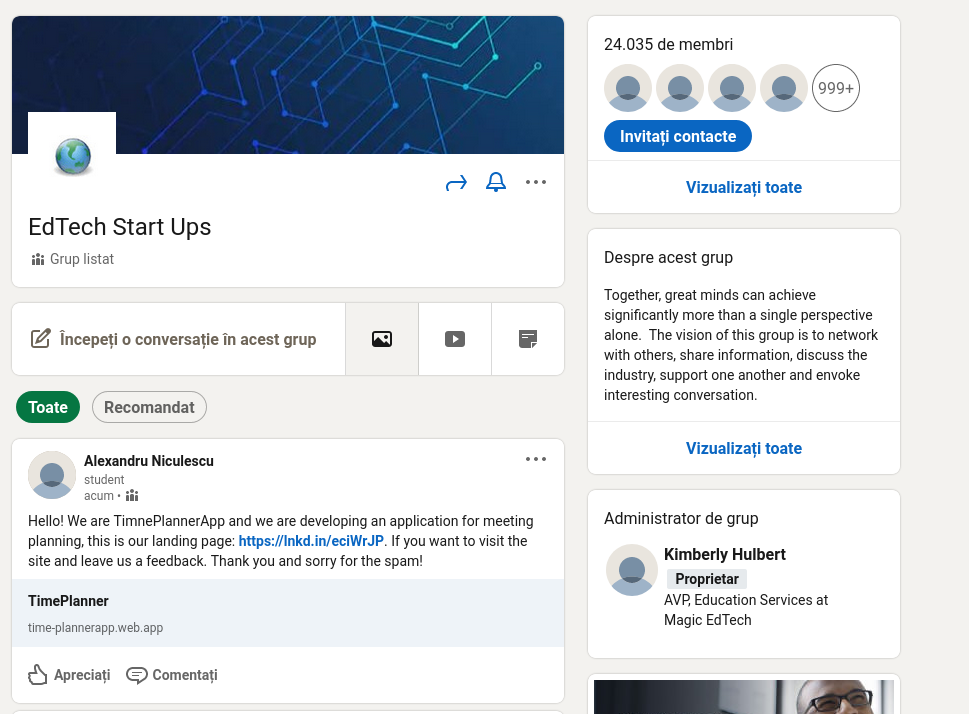 EdTech Start Ups
Grup listat
Începeți o conversație în acest grup
Toate
Recomandat
Alexandru Niculescu
student
acum •
Hello! We are TimnePlannerApp and we are developing an application for meeting
planning, this is our landing page: https://lnkd.in/eciWrJP. If you want to visit the
site and leave us a feedback. Thank you and sorry for the spam!
TimePlanner
time-plannerapp.web.app
Apreciați
Comentați
24.035 de membri
999+
Invitați contacte
Vizualizați toate
Despre acest grup
Together, great minds can achieve
significantly more than a single perspective
alone.  The vision of this group is to network
with others, share information, discuss the
industry, support one another and envoke
interesting conversation.
Vizualizați toate
Administrator de grup
Kimberly Hulbert
Proprietar
AVP, Education Services at
Magic EdTech